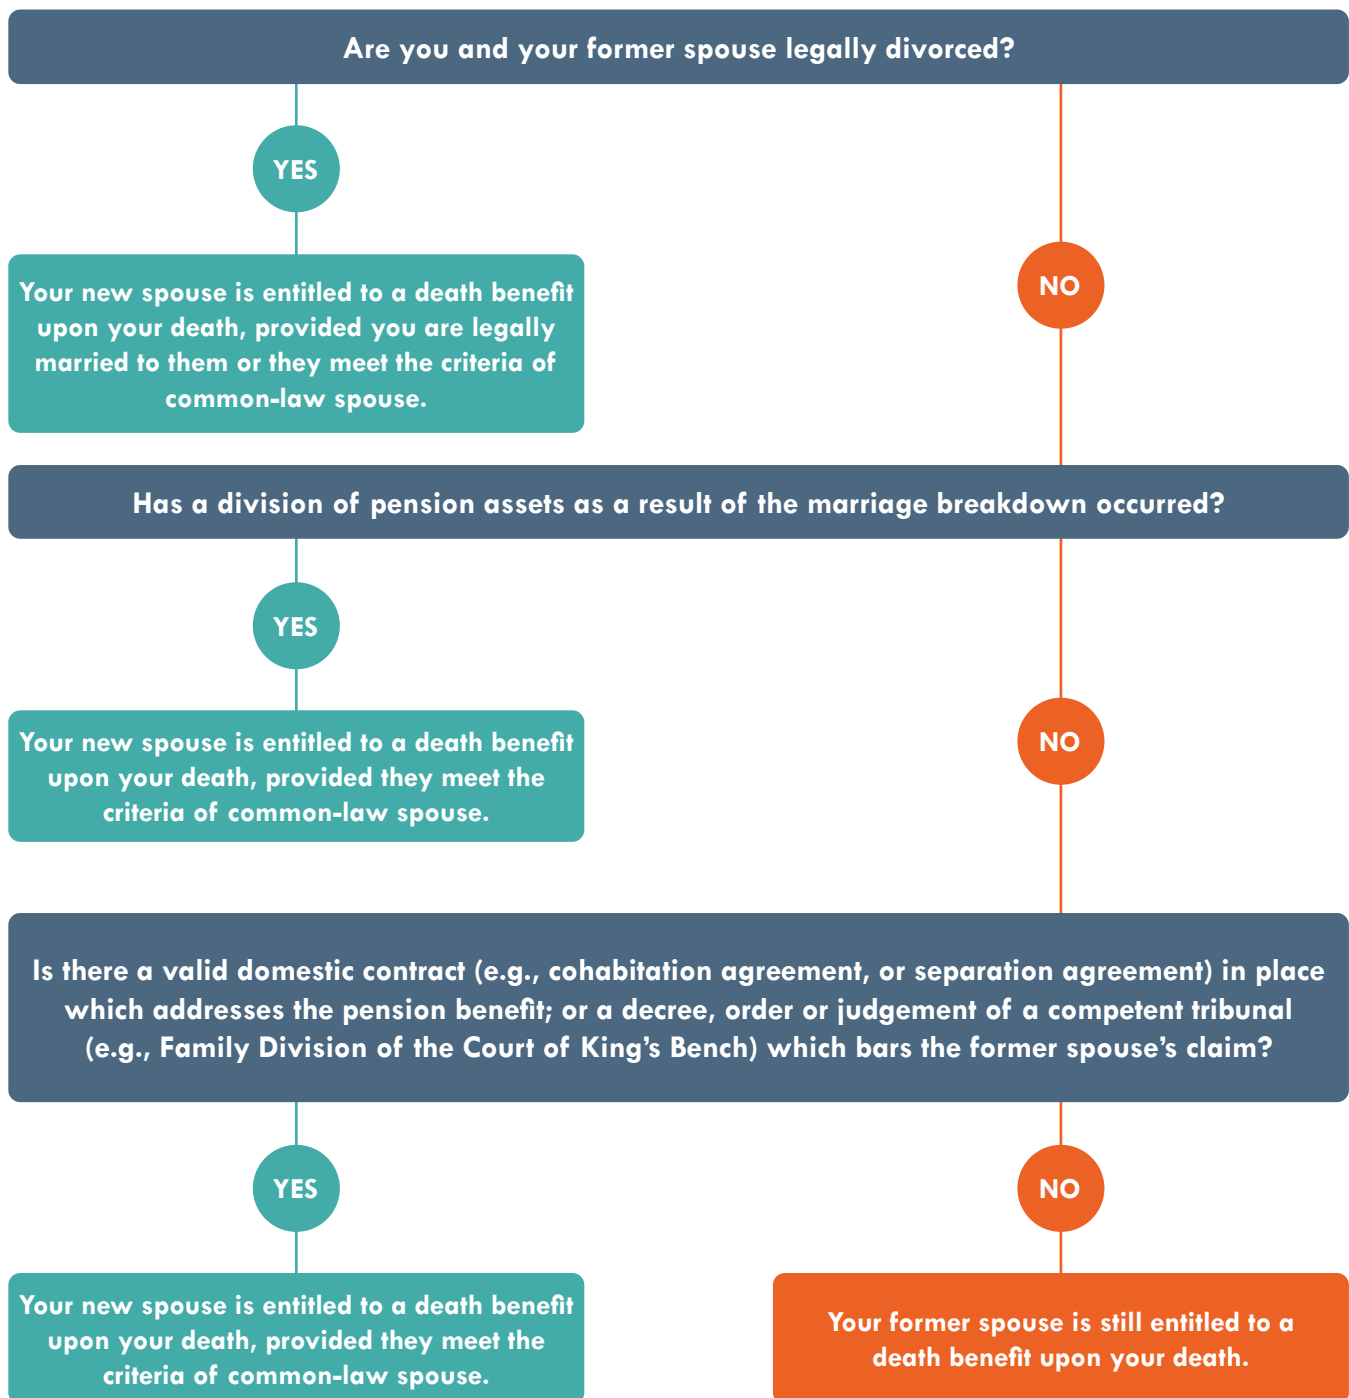 Are you and your former spouse legally divorced?
YES
Your new spouse is entitled to a death benefit
upon your death, provided you are legally
married to them or they meet the criteria of
common-law spouse.
NO
Has a division of pension assets as a result of the marriage breakdown occurred?
YES
Your new spouse is entitled to a death benefit
upon your death, provided they meet the
criteria of common-law spouse.
NO
Is there a valid domestic contract (e.g., cohabitation agreement, or separation agreement) in place
which addresses the pension benefit; or a decree, order or judgement of a competent tribunal
(e.g., Family Division of the Court of King’s Bench) which bars the former spouse’s claim?
YES
Your new spouse is entitled to a death benefit
upon your death, provided they meet the
criteria of common-law spouse.
NO
Your former spouse is still entitled to a
death benefit upon your death.